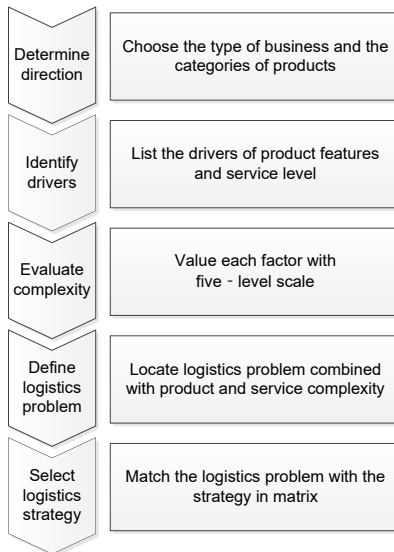 Determine
direction
Choose the type of business and the
categories of products
Identify
drivers
List the drivers of product features
and service level
Evaluate
complexity
Value each factor with
five - level scale
Define
logistics
problem
Locate logistics problem combined
with product and service complexity
Select
logistics
strategy
Match the logistics problem with the
strategy in matrix